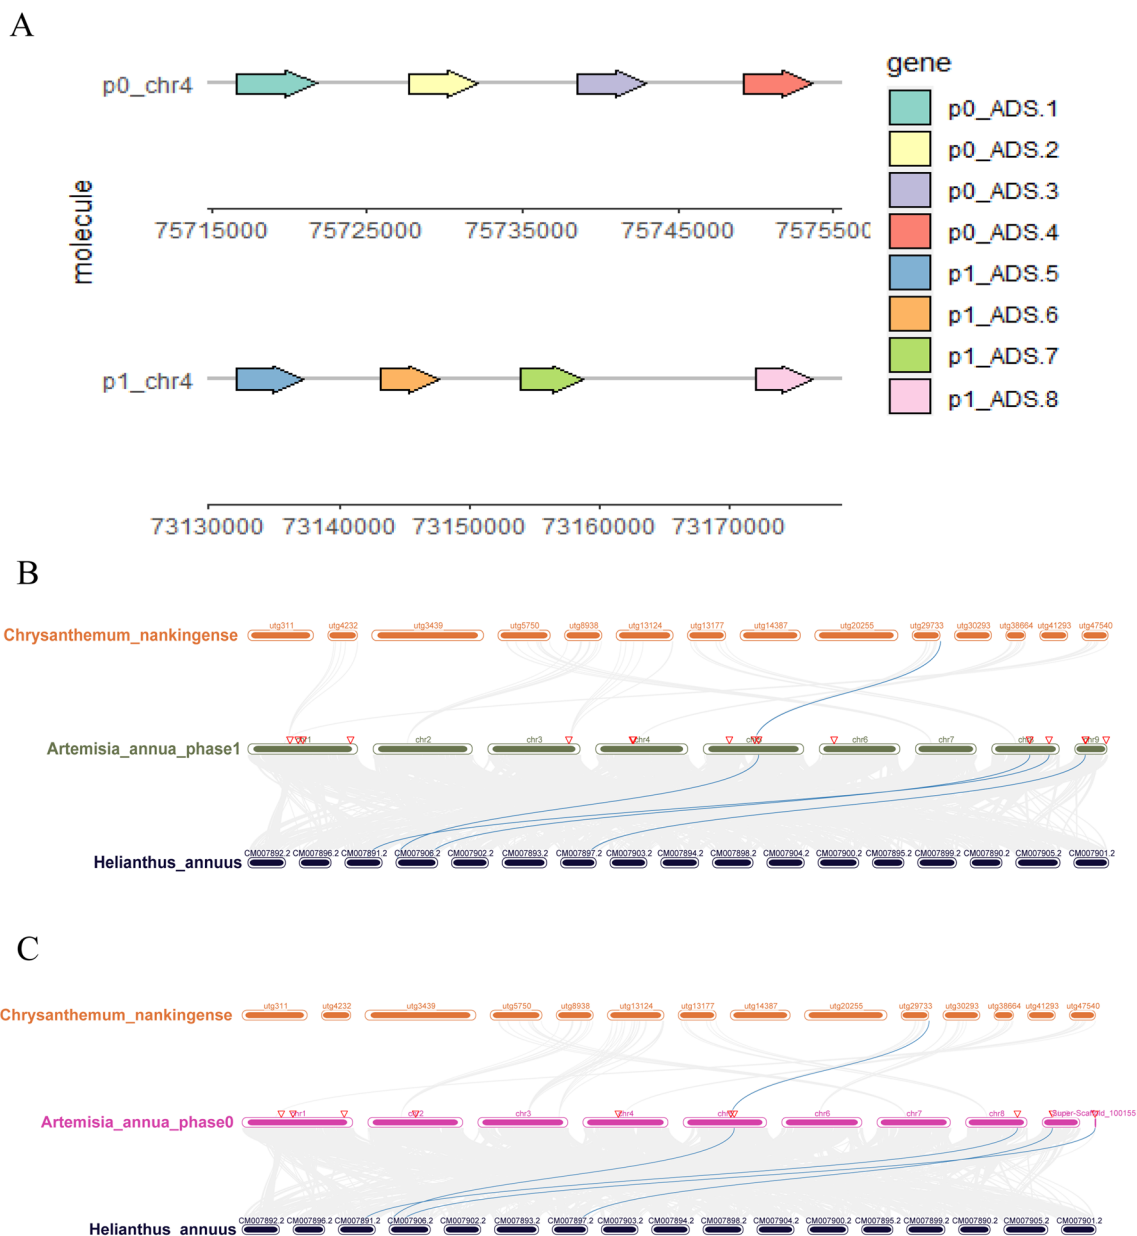 A
gene
p0_chr4
p0_ADS.1
p0_ADS.2
p0_ADS.3
p0_ADS.4
p1_ADS.5
p1_ADS.6
p1_ADS.7
p1_ADS.8
molecule
75715000 75725000 75735000 75745000 7575500
p1_chr4
73130000 73140000 73150000 73160000 73170000
B
utg311 utg4232 utg3439 utg5750 utg8938 utg13124 utg13177 utg14387 utg20255 utg29733 utg30293 utg38664 utg41293 utg47540
Chrysanthemum_nankingense
chr2 chr3 chr4 chr6 chr7 chr9
Artemisia_annua_phase1
CM007892.2 CM007896.2 CM007891.2 CM007906.2 CM007902.2 CM007893.2 CM007897.2 CM007903.2 CM007894.2 CM007898.2 CM007904.2 CM007900.2 CM007895.2 CM007899.2 CM007890.2 CM007905.2 CM007901.2
Helianthus_annuus
C
utg311 utg4232 utg3439 utg5750 utg8938 utg13124 utg13177 utg14387 utg20255 utg29733 utg30293 utg38664 utg41293 utg47540
Chrysanthemum_nankingense
chr1 chr2 chr3 chr4 chr6 chr7 chr8 Super-Scaffold_100155
Artemisia_annua_phase0
CM007892.2 CM007896.2 CM007891.2 CM007906.2 CM007902.2 CM007893.2 CM007897.2 CM007903.2 CM007894.2 CM007898.2 CM007904.2 CM007900.2 CM007895.2 CM007899.2 CM007890.2 CM007905.2 CM007901.2
Helianthus_annuus